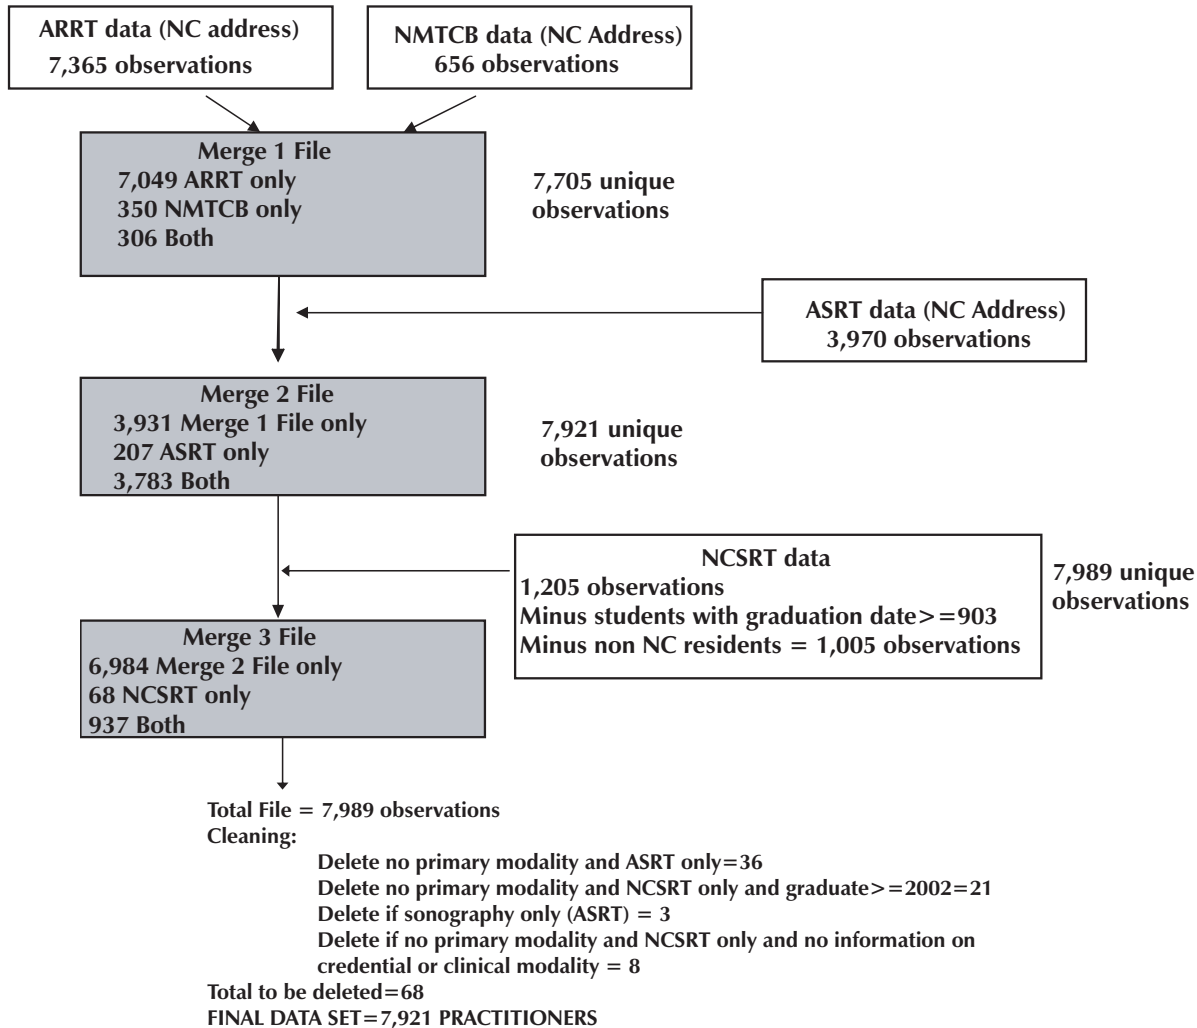 ARRT data (NC address)
7,365 observations
NMTCB data (NC Address)
656 observations
Merge 1 File
7,049 ARRT only
350 NMTCB only
306 Both
7,705 unique
observations
ASRT data (NC Address)
3,970 observations
Merge 2 File
3,931 Merge 1 File only
207 ASRT only
3,783 Both
7,921 unique
observations
NCSRT data
1,205 observations
Minus students with graduation date>=903
Minus non NC residents = 1,005 observations
7,989 unique
observations
Merge 3 File
6,984 Merge 2 File only
68 NCSRT only
937 Both
Total File = 7,989 observations
Cleaning:
Delete no primary modality and ASRT only=36
Delete no primary modality and NCSRT only and graduate>=2002=21
Delete if sonography only (ASRT) = 3
Delete if no primary modality and NCSRT only and no information on
credential or clinical modality = 8
Total to be deleted=68
FINAL DATA SET=7,921 PRACTITIONERS